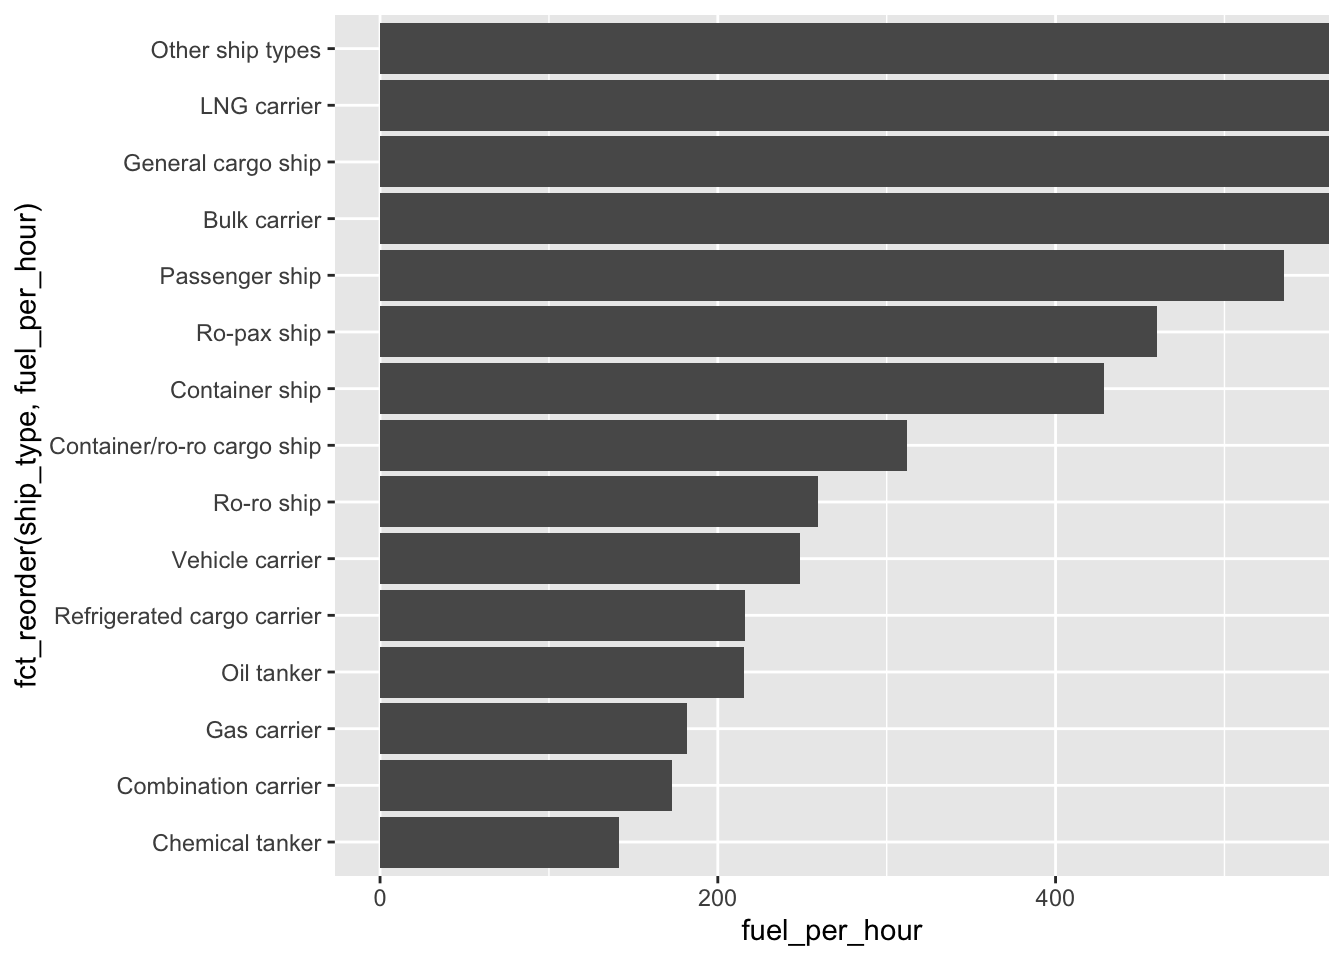 fct_reorder(ship_type, fuel_per_hour)
Other ship types
LNG carrier
General cargo ship
Bulk carrier
Passenger ship
Ro-pax ship
Container ship
Container/ro-ro cargo ship
Ro-ro ship
Vehicle carrier
Refrigerated cargo carrier
Oil tanker
Gas carrier
Combination carrier
Chemical tanker
0 200 400
fuel_per_hour